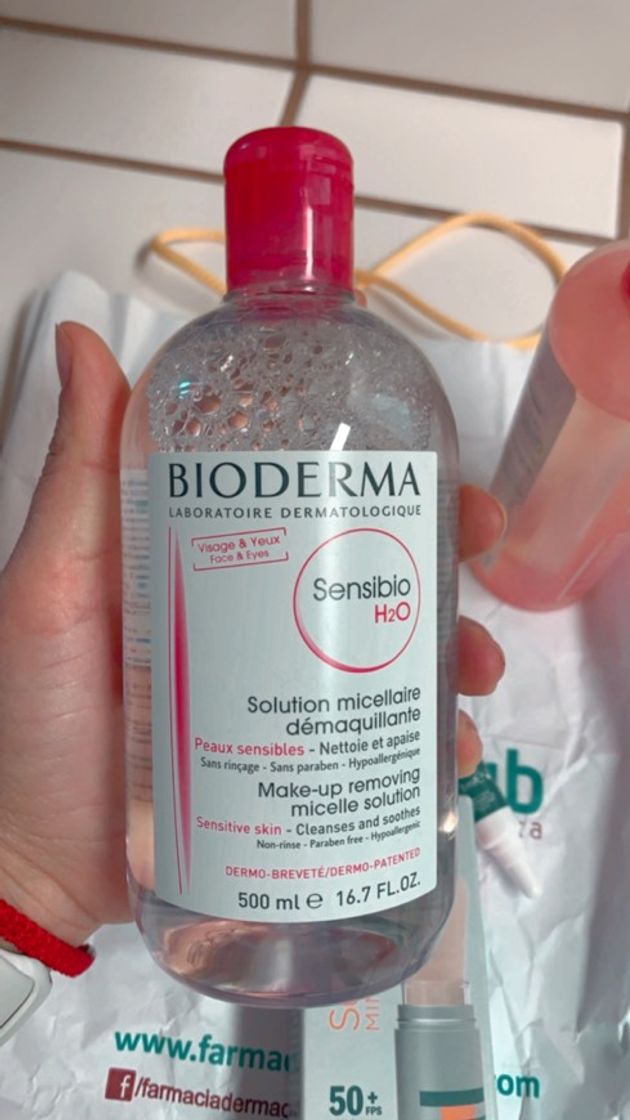 BIODERMA
LABORATOIRE DERMATOLOGIQUE
Visage & Yeux
Face & Eyes
Sensibio
H2O
Solution micellaire
démaquillante
Peaux sensibles - Nettoie et apaise
Sans rinçage - Sans paraben - Hypoallergénique
Make-up removing
micelle solution
Sensitive skin - Cleanses and soothes
Non-rinse - Paraben free - Hypoallergenic
DERMO-BREVETÉ/DERMO-PATENTED
500 ml e 16.7 FL.OZ.
www.farma
om
f/farmaciadermac
50+
FPS